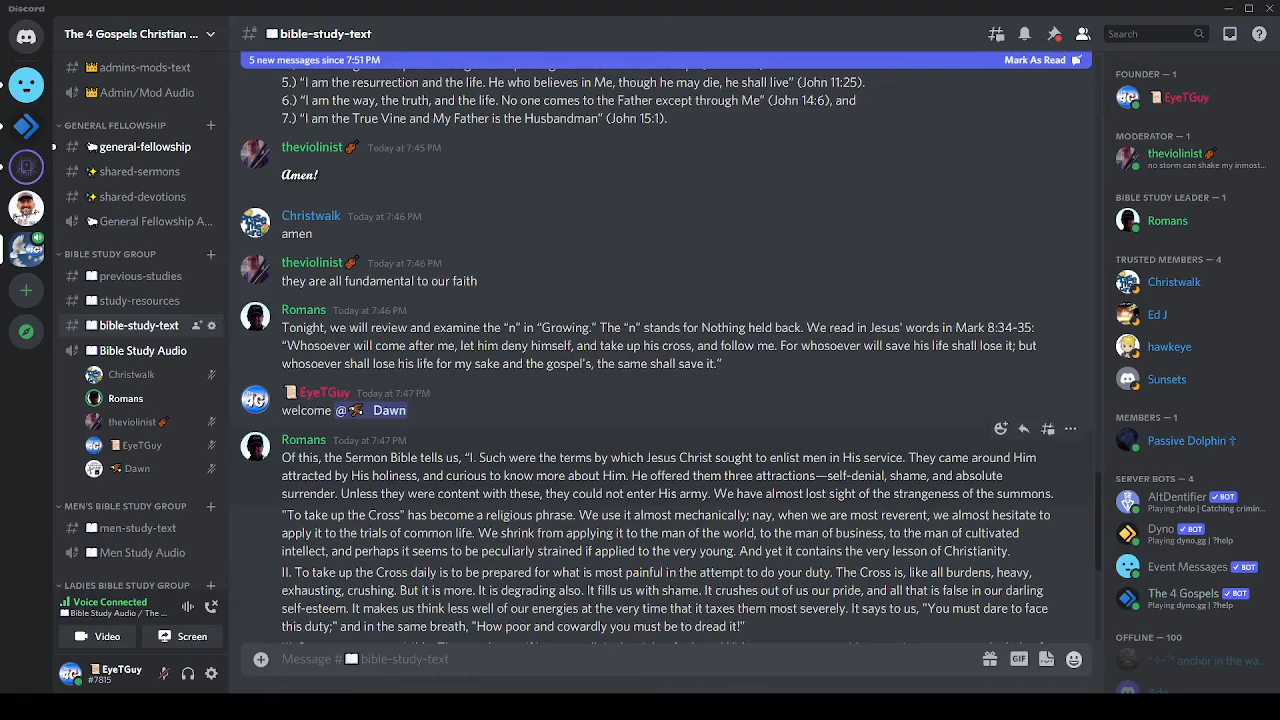 Discord
The 4 Gospels Christian ...
admins-mods-text
Admin/Mod Audio
GENERAL FELLOWSHIP
general-fellowship
shared-sermons
shared-devotions
General Fellowship A...
BIBLE STUDY GROUP
previous-studies
study-resources
bible-study-text
Bible Study Audio
Christwalk
Romans
theviolinist
EyeTGuy
Dawn
MEN'S BIBLE STUDY GROUP
men-study-text
Men Study Audio
LADIES BIBLE STUDY GROUP
Voice Connected
Bible Study Audio / The ...
Video
Screen
EyeTGuy
#7815
bible-study-text
Search
5 new messages since 7:51 PM
Mark As Read
5.) “I am the resurrection and the life. He who believes in Me, though he may die, he shall live” (John 11:25).
6.) “I am the way, the truth, and the life. No one comes to the Father except through Me” (John 14:6), and
7.) “I am the True Vine and My Father is the Husbandman” (John 15:1).
theviolinist Today at 7:45 PM
Amen!
Christwalk Today at 7:46 PM
amen
theviolinist Today at 7:46 PM
they are all fundamental to our faith
Romans Today at 7:46 PM
Tonight, we will review and examine the “n” in “Growing.” The “n” stands for Nothing held back. We read in Jesus' words in Mark 8:34-35:
“Whosoever will come after me, let him deny himself, and take up his cross, and follow me. For whosoever will save his life shall lose it; but
whosoever shall lose his life for my sake and the gospel's, the same shall save it.”
EyeTGuy Today at 7:47 PM
welcome @ Dawn
Romans Today at 7:47 PM
Of this, the Sermon Bible tells us, “I. Such were the terms by which Jesus Christ sought to enlist men in His service. They came around Him
attracted by His holiness, and curious to know more about Him. He offered them three attractions—self-denial, shame, and absolute
surrender. Unless they were content with these, they could not enter His army. We have almost lost sight of the strangeness of the summons.
"To take up the Cross" has become a religious phrase. We use it almost mechanically; nay, when we are most reverent, we almost hesitate to
apply it to the trials of common life. We shrink from applying it to the man of the world, to the man of business, to the man of cultivated
intellect, and perhaps it seems to be peculiarly strained if applied to the very young. And yet it contains the very lesson of Christianity.
II. To take up the Cross daily is to be prepared for what is most painful in the attempt to do your duty. The Cross is, like all burdens, heavy,
exhausting, crushing. But it is more. It is degrading also. It fills us with shame. It crushes out of us our pride, and all that is false in our darling
self-esteem. It makes us think less well of our energies at the very time that it taxes them most severely. It says to us, "You must dare to face
this duty;" and in the same breath, "How poor and cowardly you must be to dread it!"
Message # bible-study-text
GIF
FOUNDER — 1
EyeTGuy
MODERATOR — 1
theviolinist
no storm can shake my inmost...
BIBLE STUDY LEADER — 1
Romans
TRUSTED MEMBERS — 4
Christwalk
Ed J
hawkeye
Sunsets
MEMBERS — 1
Passive Dolphin ✝
SERVER BOTS — 4
AltDentifier ✓BOT
Playing ;help | Catching crimin...
Dyno ✓BOT
Playing dyno.gg | ?help
Event Messages ✓BOT
The 4 Gospels ✓BOT
Playing dyno.gg | ?help
OFFLINE — 100
anchor in the wa...